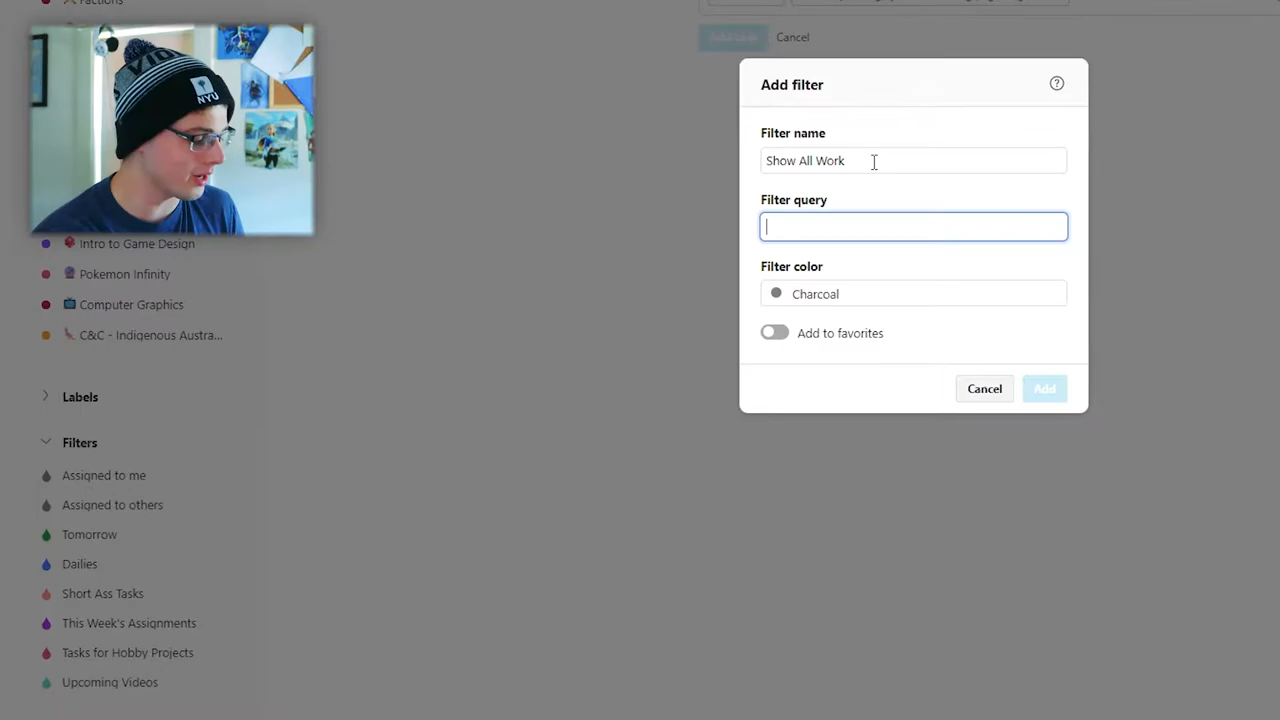 Factions
Cancel
Add filter
VIO
NYU
Filter name
Show All Work
Filter query
Intro to Game Design
Filter color
Pokemon Infinity
Charcoal
Computer Graphics
C&C - Indigenous Austra...
Add to favorites
Cancel
Add
Labels
Filters
Assigned to me
Assigned to others
Tomorrow
Dailies
Short Ass Tasks
This Week's Assignments
Tasks for Hobby Projects
Upcoming Videos